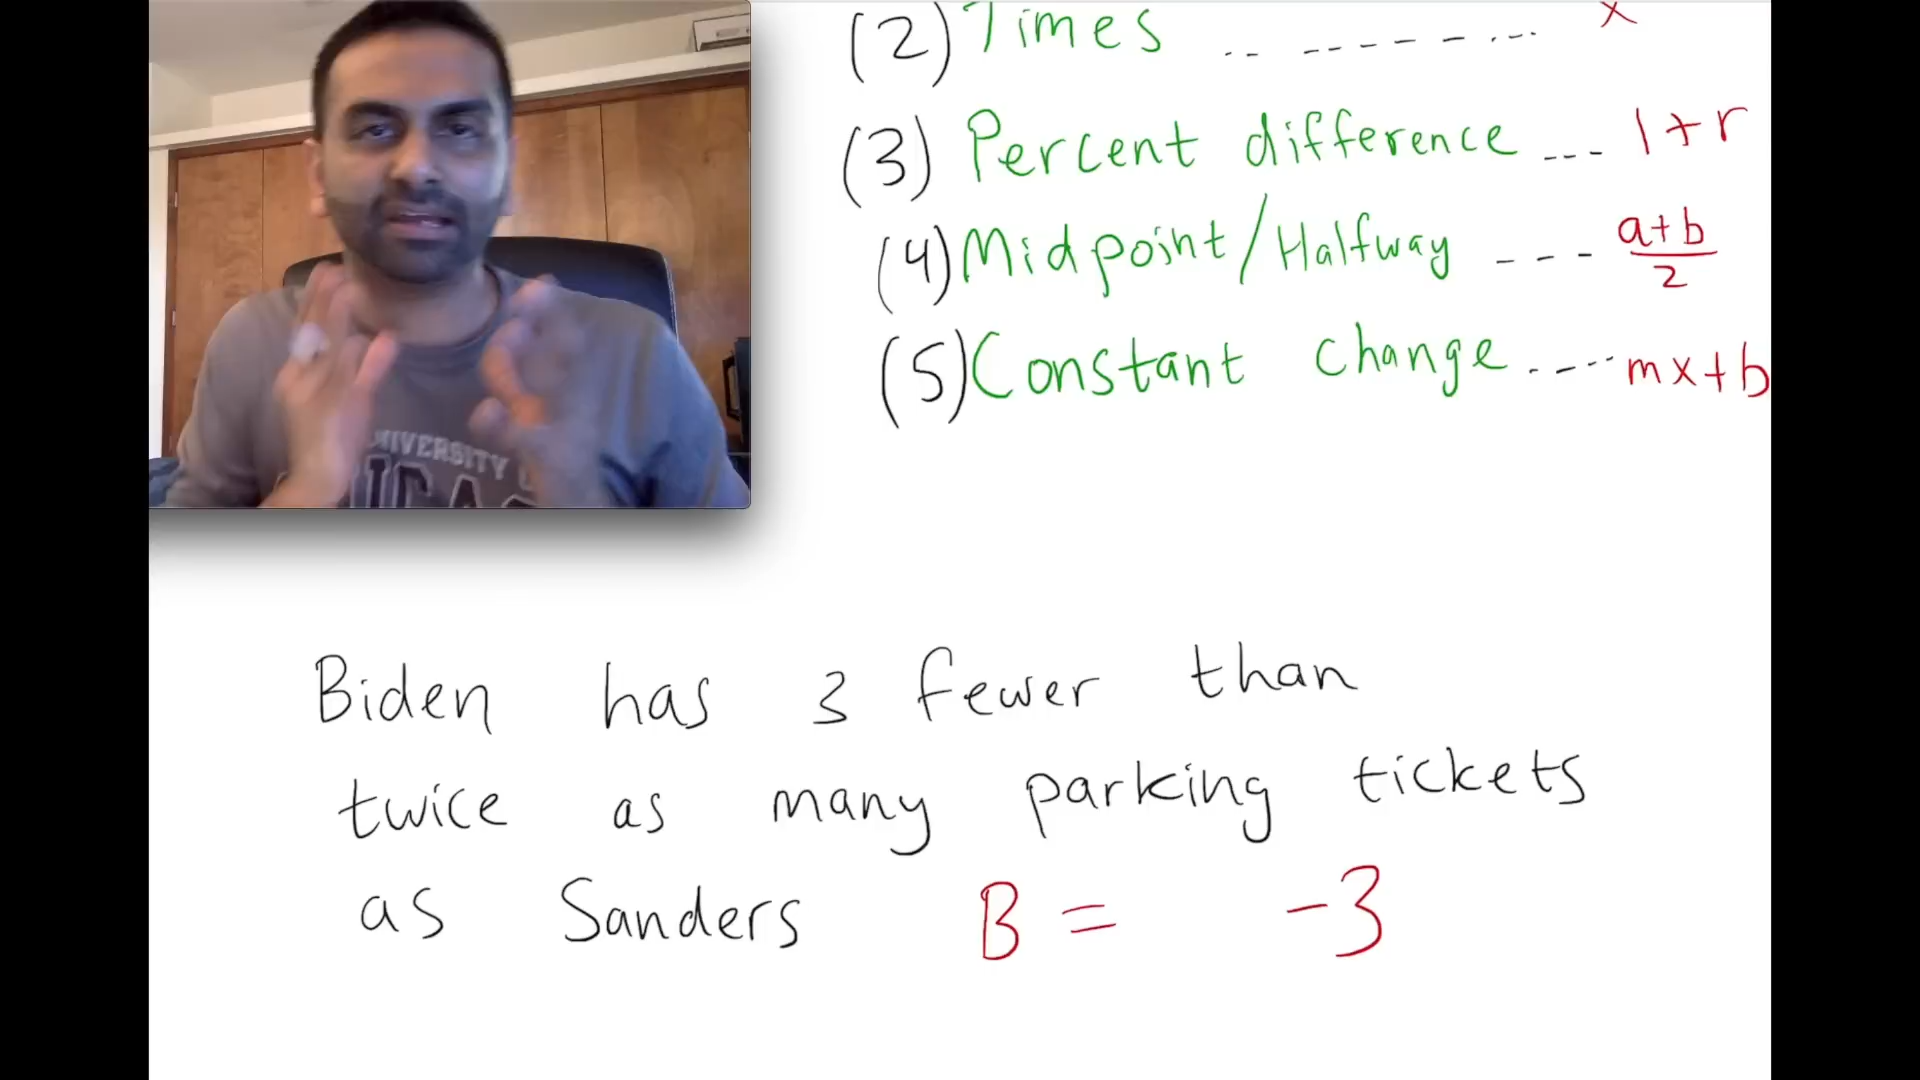 (2) Times .. ------ ... x
(3) Percent difference --- 1+r
(4) Midpoint/Halfway --- a+b/2
(5) Constant change ---- mx+b
UNIVERSITY
Biden has 3 fewer than
twice as many parking tickets
as Sanders B = -3